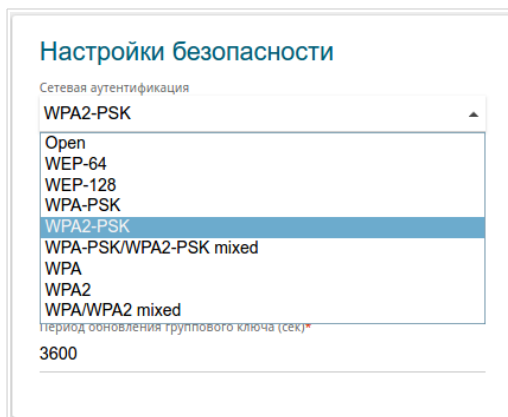 Настройки безопасности
Сетевая аутентификация
WPA2-PSK
Open
WEP-64
WEP-128
WPA-PSK
WPA2-PSK
WPA-PSK/WPA2-PSK mixed
WPA
WPA2
WPA/WPA2 mixed
Период обновления группового ключа (сек)*
3600